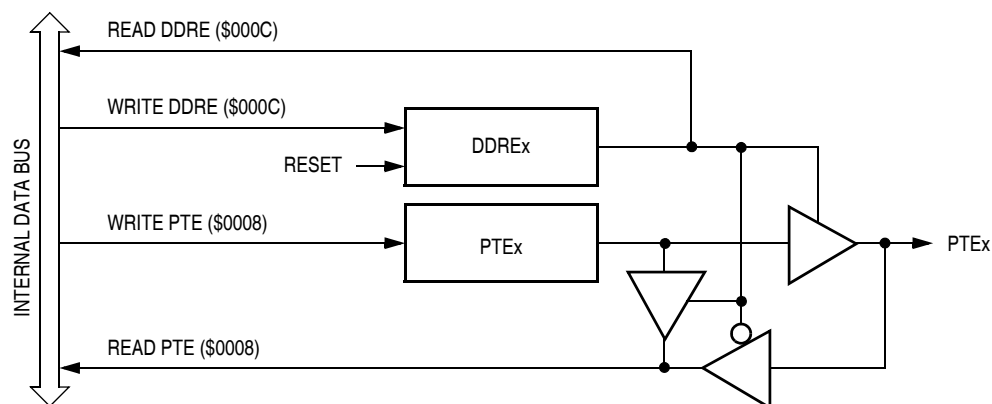 READ DDRE ($000C)
WRITE DDRE ($000C)
DDREx
RESET
WRITE PTE ($0008)
PTEx
PTEx
INTERNAL DATA BUS
READ PTE ($0008)